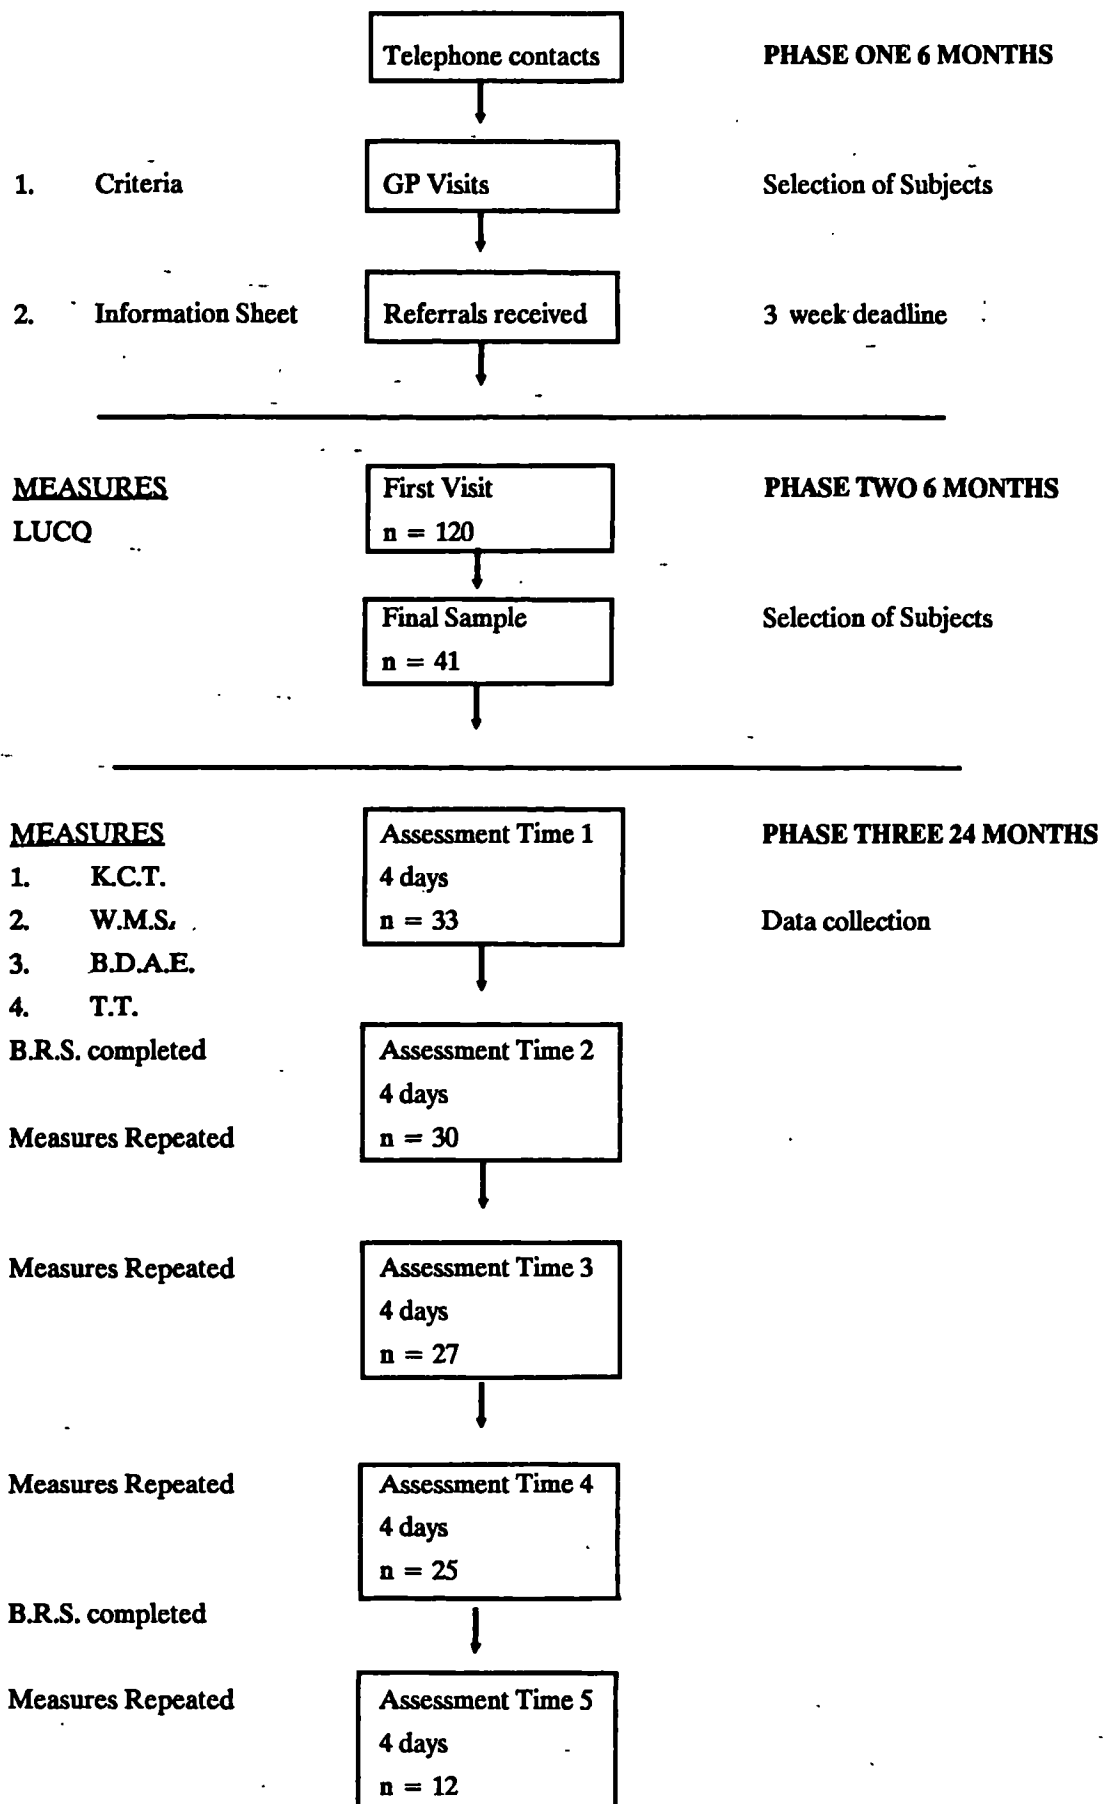 Telephone contacts PHASE ONE 6 MONTHS
1. Criteria GP Visits Selection of Subjects
2. Information Sheet Referrals received 3 week deadline
MEASURES First Visit PHASE TWO 6 MONTHS
LUCQ n = 120
Final Sample Selection of Subjects
n = 41
MEASURES Assessment Time 1 PHASE THREE 24 MONTHS
1. K.C.T. 4 days
2. W.M.S. n = 33 Data collection
3. B.D.A.E.
4. T.T.
B.R.S. completed Assessment Time 2
4 days
Measures Repeated n = 30
Measures Repeated Assessment Time 3
4 days
n = 27
Measures Repeated Assessment Time 4
4 days
n = 25
B.R.S. completed
Measures Repeated Assessment Time 5
4 days
n = 12